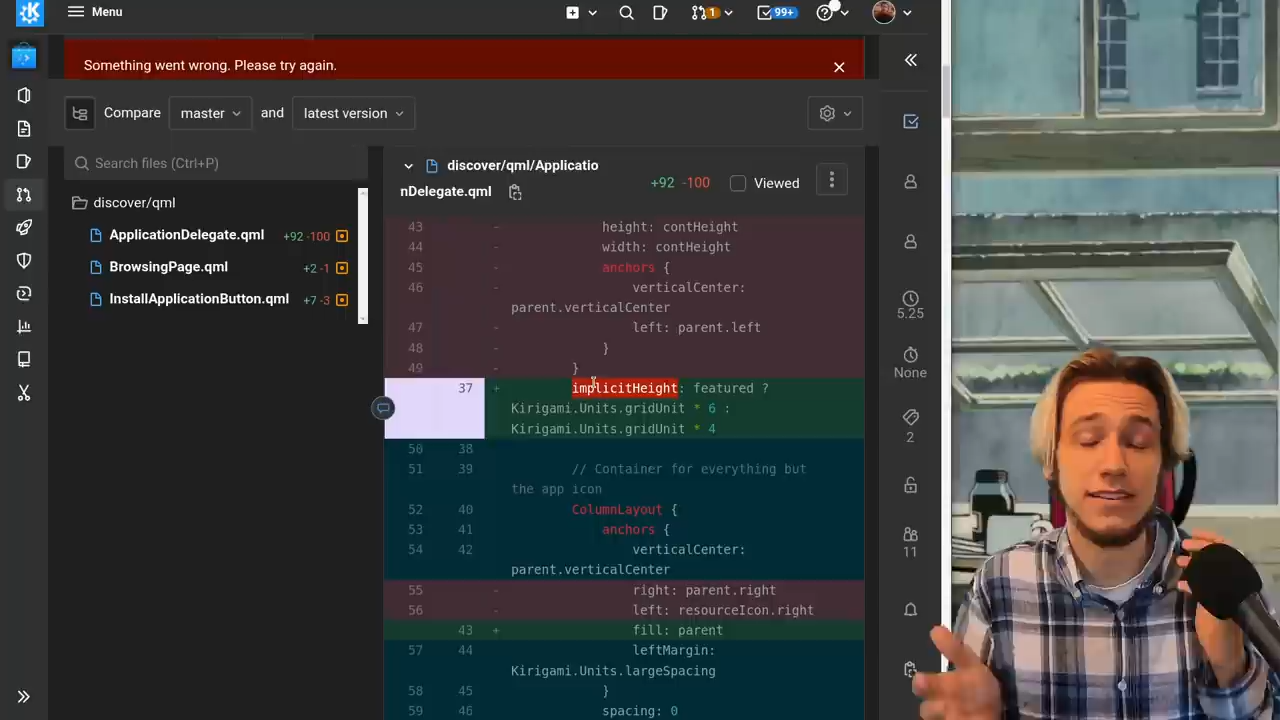 Menu
1
99+
Something went wrong. Please try again.
Compare master and latest version
Search files (Ctrl+P)
discover/qml
ApplicationDelegate.qml +92 -100
BrowsingPage.qml +2 -1
InstallApplicationButton.qml +7 -3
discover/qml/Applicatio
nDelegate.qml
+92 -100 Viewed
43 - height: contHeight
44 - width: contHeight
45 - anchors {
46 - verticalCenter:
parent.verticalCenter
47 - left: parent.left
48 - }
49 - }
37 + implicitHeight: featured ?
Kirigami.Units.gridUnit * 6 :
Kirigami.Units.gridUnit * 4
50 38
51 39 // Container for everything but
the app icon
52 40 ColumnLayout {
53 41 anchors {
54 42 verticalCenter:
parent.verticalCenter
55 - right: parent.right
56 - left: resourceIcon.right
43 + fill: parent
57 44 leftMargin:
Kirigami.Units.largeSpacing
58 45 }
59 46 spacing: 0
5.25
None
2
11